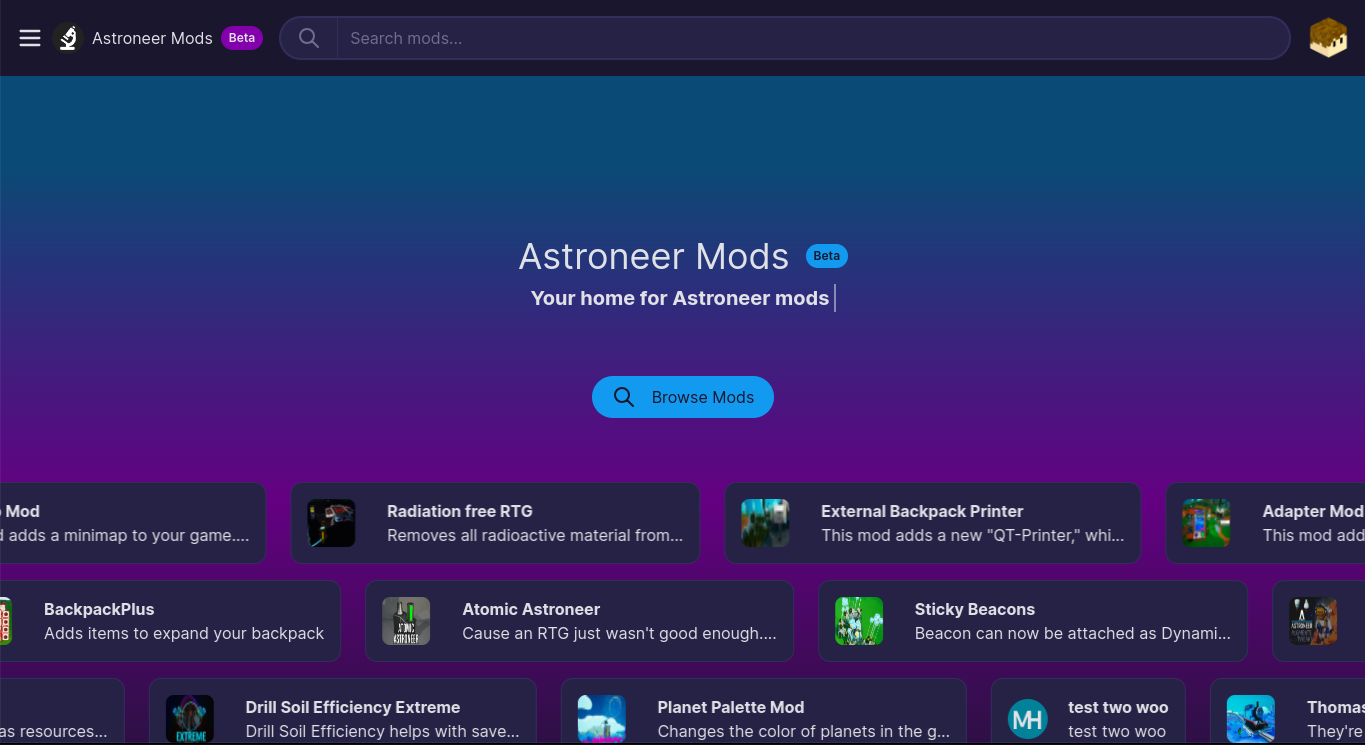 Astroneer Mods Beta
Search mods...
Astroneer Mods Beta
Your home for Astroneer mods
Browse Mods
Mod
adds a minimap to your game....
Radiation free RTG
Removes all radioactive material from...
External Backpack Printer
This mod adds a new "QT-Printer," whi...
Adapter Mod
This mod add
BackpackPlus
Adds items to expand your backpack
ATOMIC
ASTRONEER
Atomic Astroneer
Cause an RTG just wasn't good enough....
Sticky Beacons
Beacon can now be attached as Dynami...
ASTRONEER
as resources...
EXTREME
Drill Soil Efficiency Extreme
Drill Soil Efficiency helps with save...
Planet Palette Mod
Changes the color of planets in the g...
MH
test two woo
test two woo
Thomas
They're